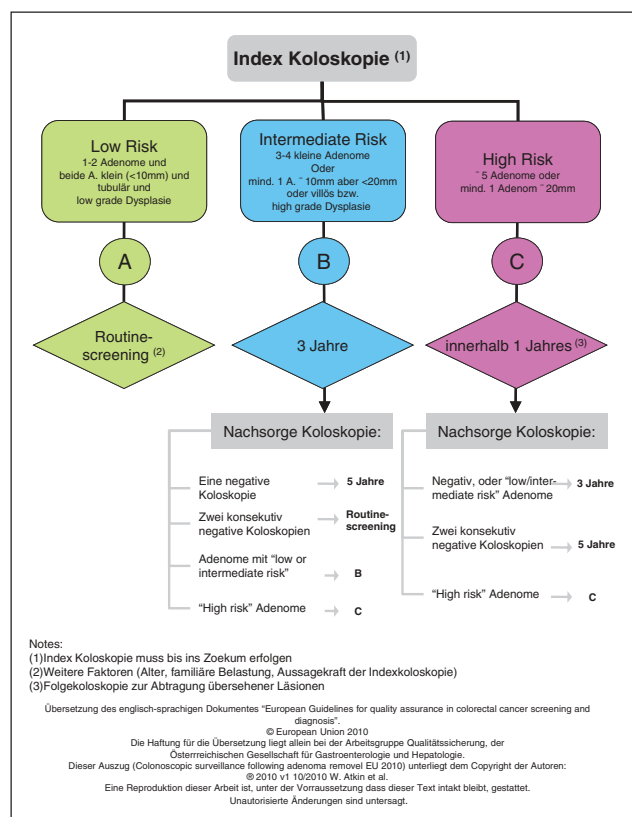 Index Koloskopie (1)
Low Risk
1-2 Adenome und
beide A. klein (<10mm) und
tubulär und
low grade Dysplasie
Intermediate Risk
3-4 kleine Adenome
Oder
mind. 1 A. ¨ 10mm aber <20mm
oder villös bzw.
high grade Dysplasie
High Risk
¨ 5 Adenome oder
mind. 1 Adenom ¨ 20mm
A
B
C
Routine-
screening (2)
3 Jahre
innerhalb 1 Jahres (3)
Nachsorge Koloskopie:
Eine negative
Koloskopie
5 Jahre
Zwei konsekutiv
negative Koloskopien
Routine-
screening
Adenome mit “low or
intermediate risk”
B
“High risk” Adenome
C
Nachsorge Koloskopie:
Negativ, oder “low/inter-
mediate risk” Adenome
3 Jahre
Zwei konsekutiv
negative Koloskopien
5 Jahre
“High risk” Adenome
C
Notes:
(1)Index Koloskopie muss bis ins Zoekum erfolgen
(2)Weitere Faktoren (Alter, familiäre Belastung, Aussagekraft der Indexkoloskopie)
(3)Folgekoloskopie zur Abtragung übersehener Läsionen
Übersetzung des englisch-sprachigen Dokumentes “European Guidelines for quality assurance in colorectal cancer screening and
diagnosis”.
© European Union 2010
Die Haftung für die Übersetzung liegt allein bei der Arbeitsgruppe Qualitätssicherung, der
Österrreichischen Gesellschaft für Gastroenterologie und Hepatologie.
Dieser Auszug (Colonoscopic surveillance following adenoma removel EU 2010) unterliegt dem Copyright der Autoren:
® 2010 v1 10/2010 W. Atkin et al.
Eine Reproduktion dieser Arbeit ist, unter der Vorraussetzung dass dieser Text intakt bleibt, gestattet.
Unautorisierte Änderungen sind untersagt.